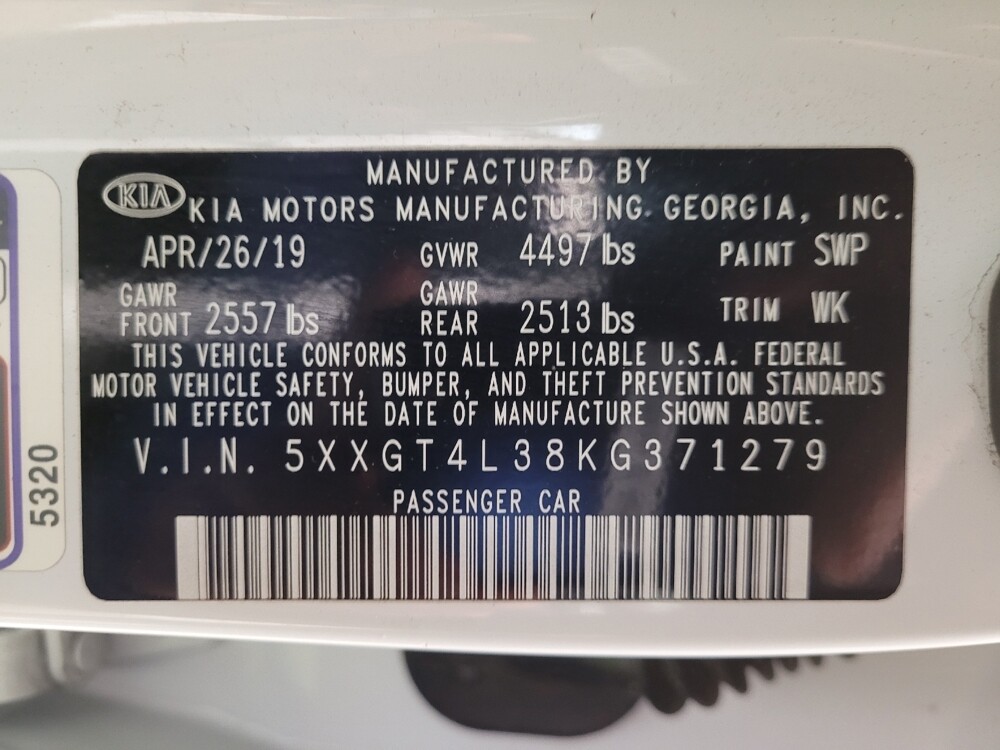 MANUFACTURED BY
KIA
KIA MOTORS MANUFACTURING GEORGIA, INC.
APR/26/19 GVWR 4497 lbs PAINT SWP
GAWR FRONT 2557 lbs GAWR REAR 2513 lbs TRIM WK
THIS VEHICLE CONFORMS TO ALL APPLICABLE U.S.A. FEDERAL
MOTOR VEHICLE SAFETY, BUMPER, AND THEFT PREVENTION STANDARDS
IN EFFECT ON THE DATE OF MANUFACTURE SHOWN ABOVE.
V.I.N. 5XXGT4L38KG371279
PASSENGER CAR
5320